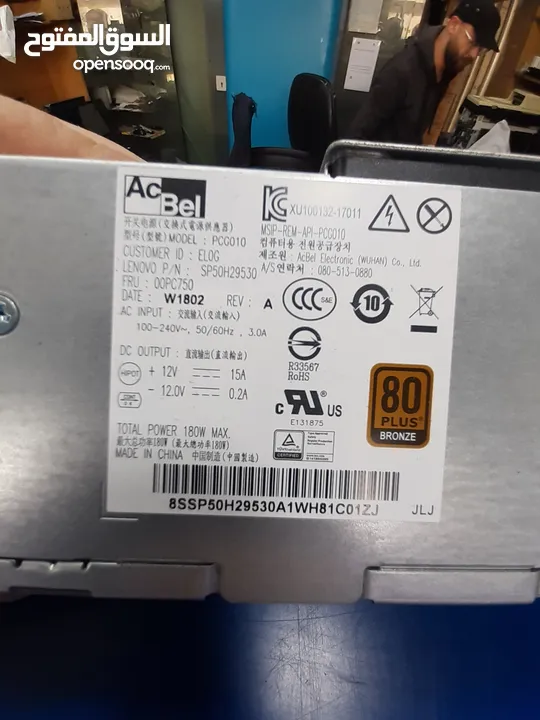 السوق المفتوح
opensooq.com
AcBel
开关电源(交换式電源供應器)
型号(型號) MODEL : PCG010
CUSTOMER ID : EL0G
LENOVO P/N : SP50H29530
FRU : 00PC750
DATE : W1802 REV : A
AC INPUT : 交流输入(交流輸入)
100-240V~, 50/60Hz , 3.0A
DC OUTPUT : 直流输出(直流輸出)
HIPOT + 12V 15A
- 12.0V 0.2A
TOTAL POWER 180W MAX.
最大总功率180W (最大總功率180W)
MADE IN CHINA 中国制造 (中國製造)
XU100132-17011
MSIP-REM-API-PCG010
컴퓨터용 전원공급장치
제조원 : AcBel Electronic (WUHAN) Co., Ltd.
A/S연락처 : 080-513-0880
CCC S&E
10
R33567
RoHS
c RU US
E131875
80
PLUS
BRONZE
8SSP50H29530A1WH81C01ZJ
JLJ